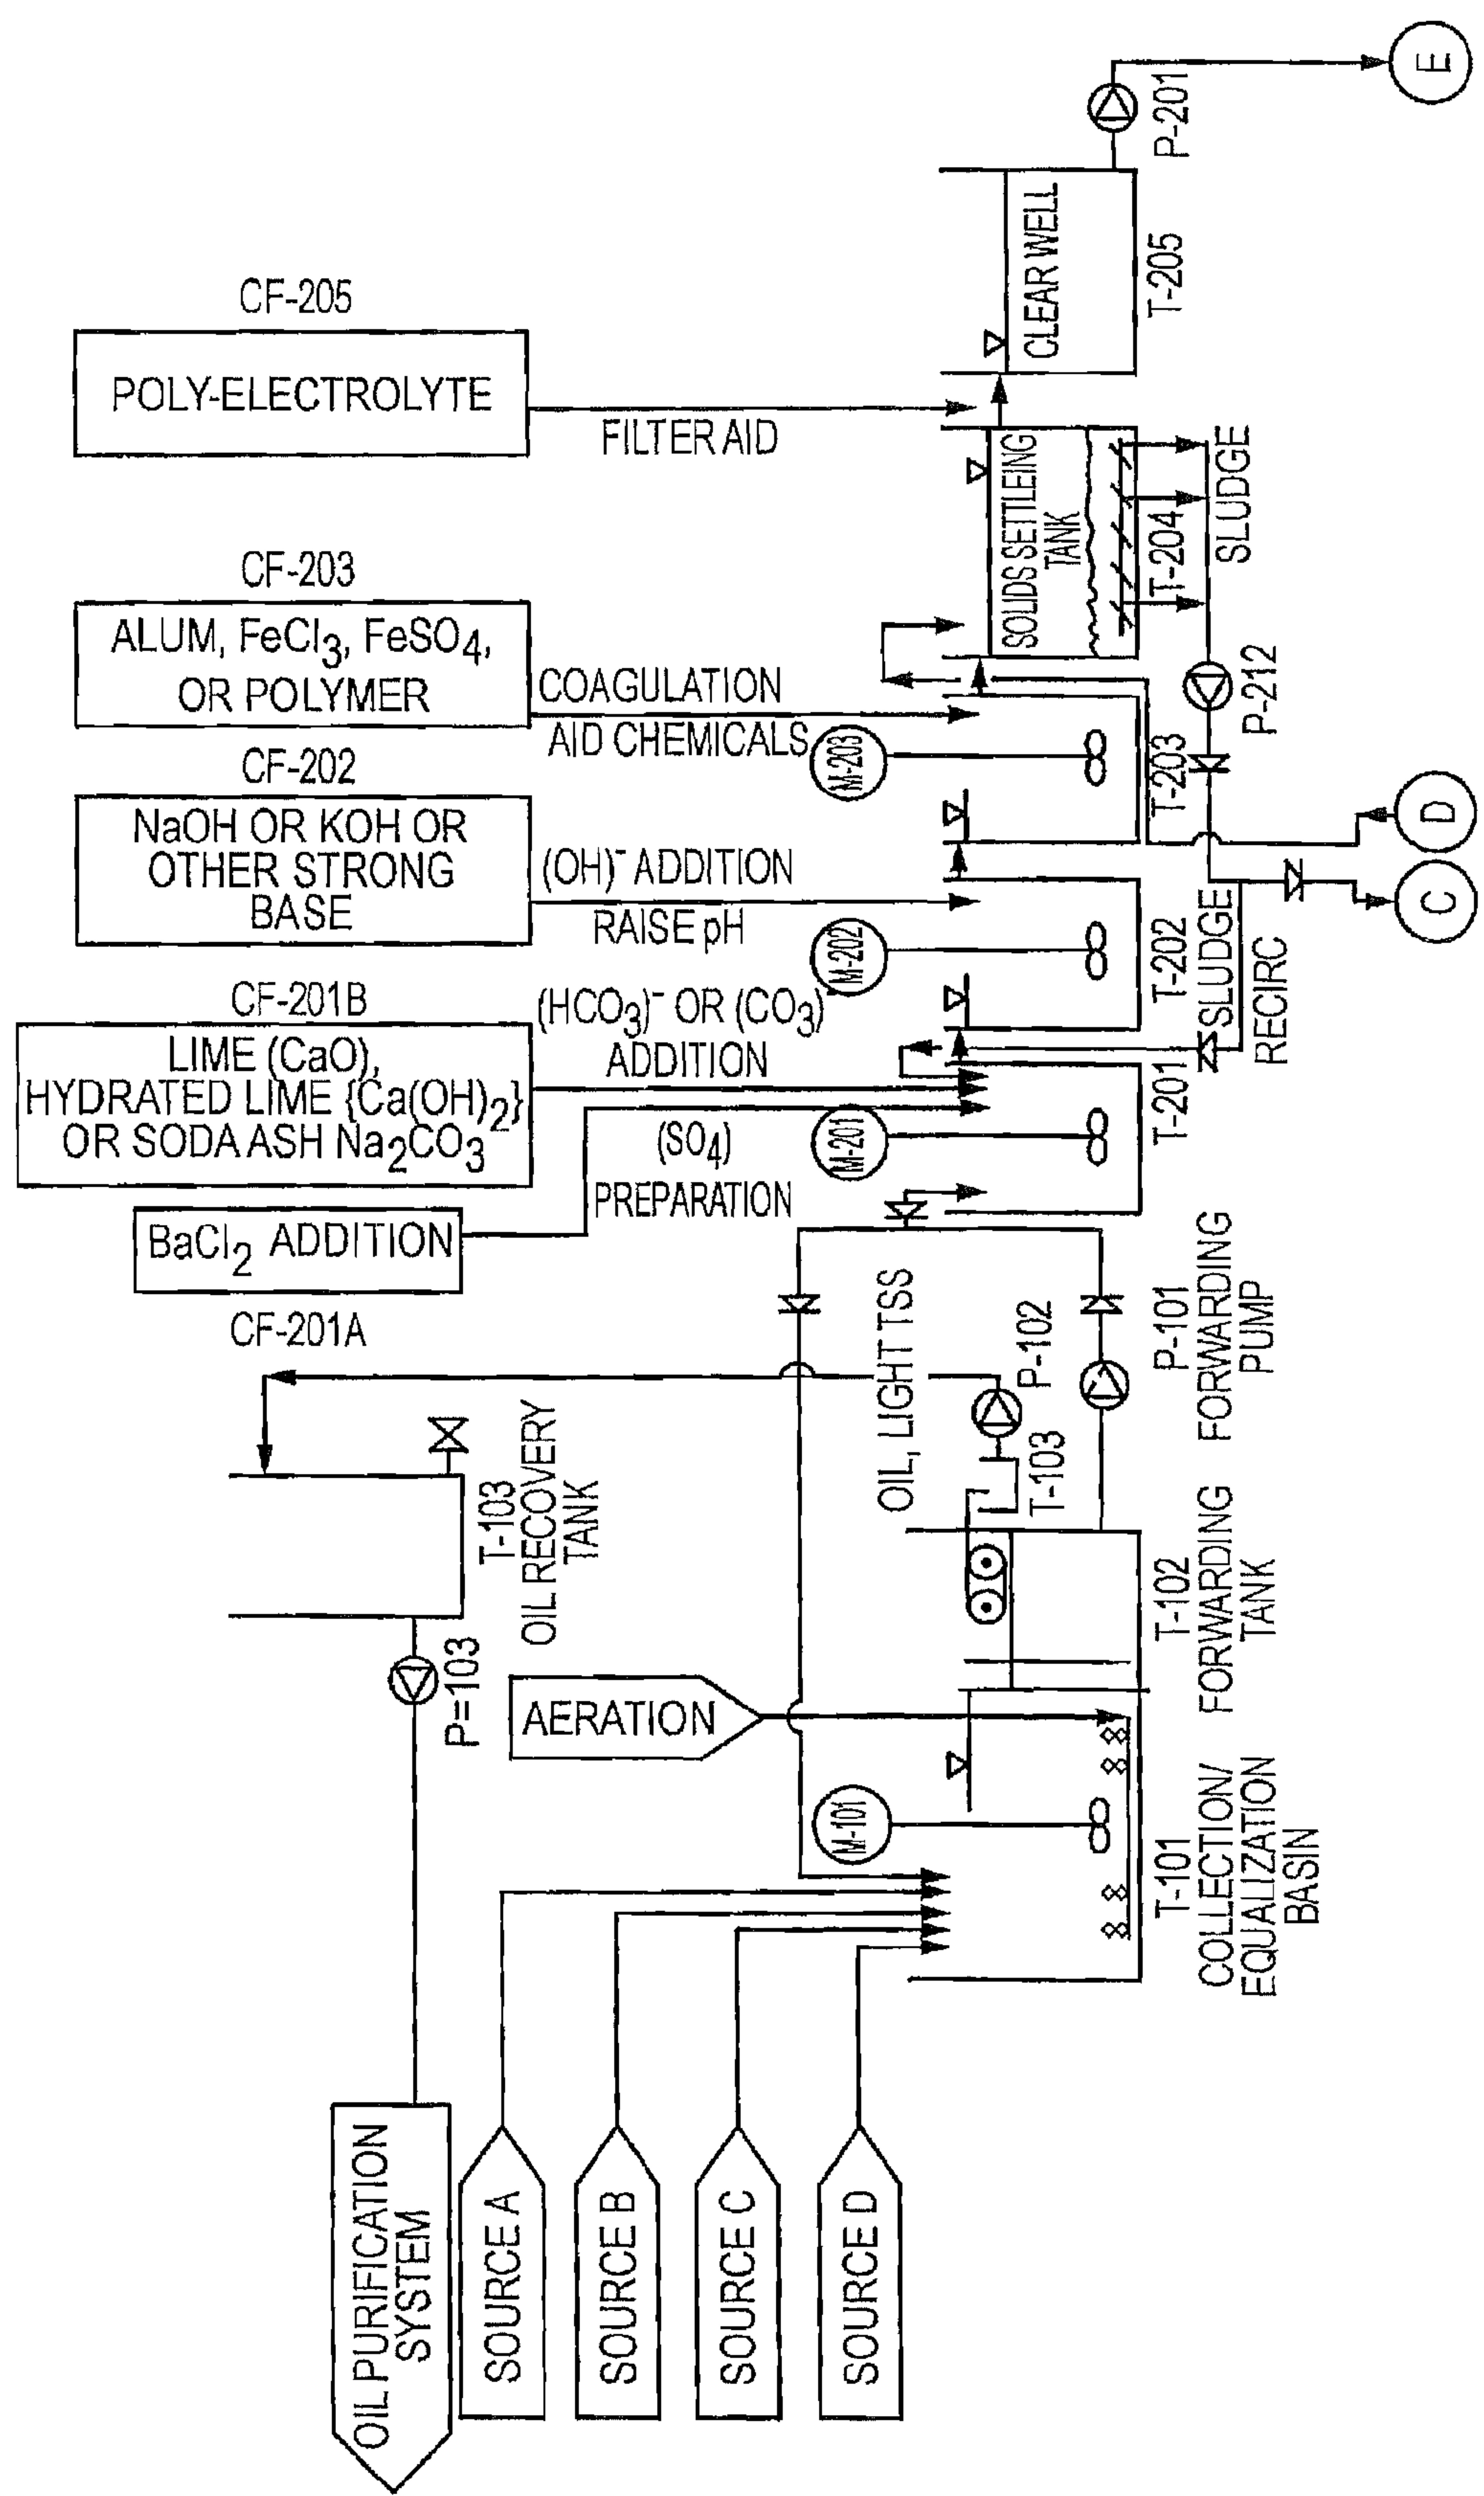 CF-205
POLY-ELECTROLYTE
FILTER AID
CF-203
ALUM, FeCl3, FeSO4,
OR POLYMER
COAGULATION
AID CHEMICALS
CF-202
NaOH OR KOH OR
OTHER STRONG
BASE
(OH)⁻ ADDITION
RAISE pH
CF-201B
LIME (CaO),
HYDRATED LIME {Ca(OH)2}
OR SODA ASH Na2CO3
(HCO3)⁻ OR (CO3)⁻
ADDITION
BaCl2 ADDITION
CF-201A
(SO4)
PREPARATION
M-203
M-202
M-201
E
P-201
CLEAR WELL
T-205
SOLIDS SETTLEING
TANK
T-204
SLUDGE
P-212
T-203
D
C
T-202
SLUDGE
RECIRC
T-201
P-101
FORWARDING
PUMP
P-102
OIL, LIGHT TSS
T-103
T-103
OIL RECOVERY
TANK
P=103
T-102
FORWARDING
TANK
AERATION
M-101
T-101
COLLECTION/
EQUALIZATION
BASIN
OIL PURIFICATION
SYSTEM
SOURCE A
SOURCE B
SOURCE C
SOURCE D